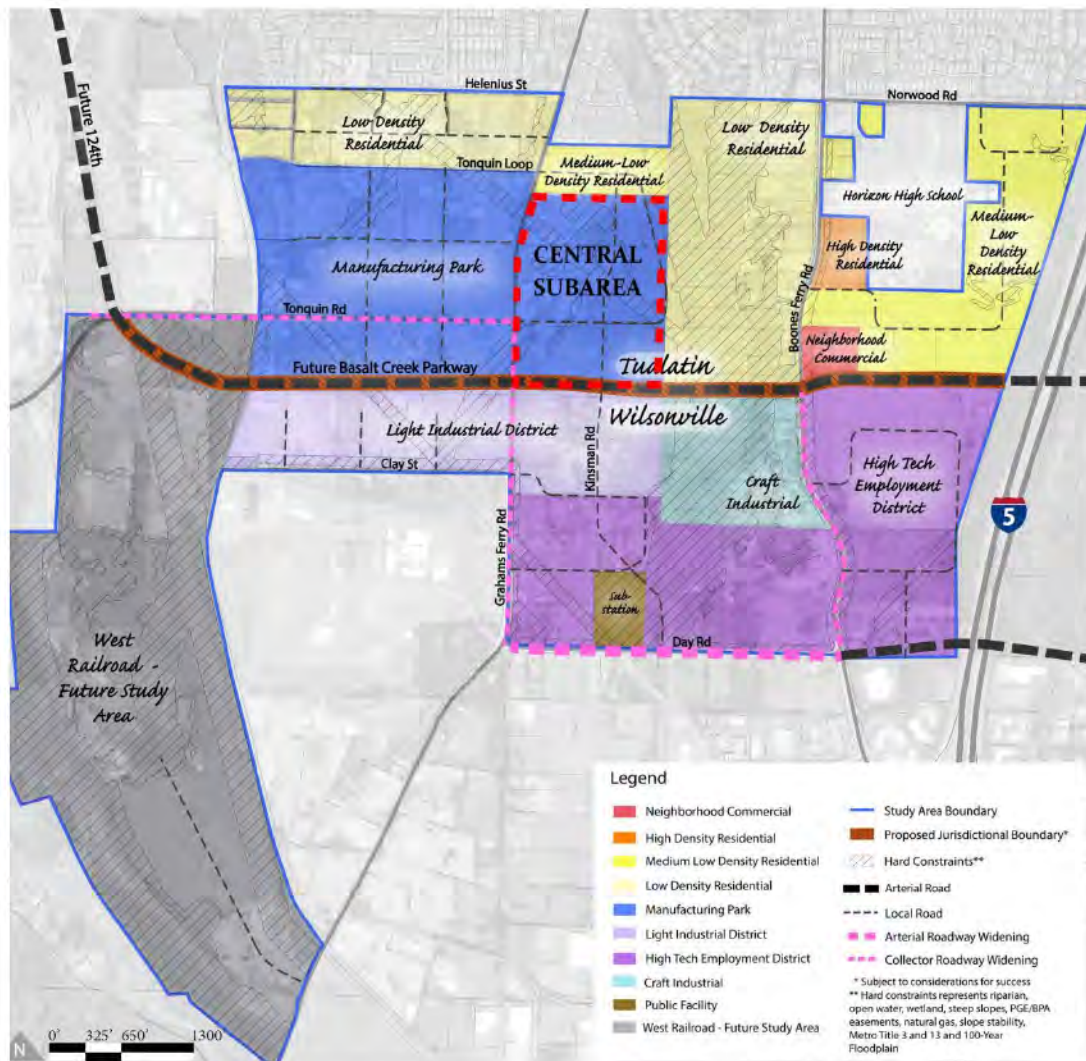 Helenius St
Norwood Rd
Future 124th
Low Density
Residential
Low Density
Residential
Tonquin Loop
Medium-Low
Density Residential
Horizon High School
Medium-
Low
Density
Residential
CENTRAL
SUBAREA
High Density
Residential
Manufacturing Park
Boones Ferry Rd
Tonquin Rd
Neighborhood
Commercial
Future Basalt Creek Parkway
Tualatin
Wilsonville
Light Industrial District
Kinsman Rd
Clay St
Craft
Industrial
High Tech
Employment
District
5
Grahams Ferry Rd
Sub-
station
Day Rd
West
Railroad -
Future Study
Area
Legend
Neighborhood Commercial
High Density Residential
Medium Low Density Residential
Low Density Residential
Manufacturing Park
Light Industrial District
High Tech Employment District
Craft Industrial
Public Facility
West Railroad - Future Study Area
Study Area Boundary
Proposed Jurisdictional Boundary*
Hard Constraints**
Arterial Road
Local Road
Arterial Roadway Widening
Collector Roadway Widening
* Subject to considerations for success
** Hard constraints represents riparian,
open water, wetland, steep slopes, PGE/BPA
easements, natural gas, slope stability,
Metro Title 3 and 13 and 100-Year
Floodplain
N
0' 325' 650' 1300